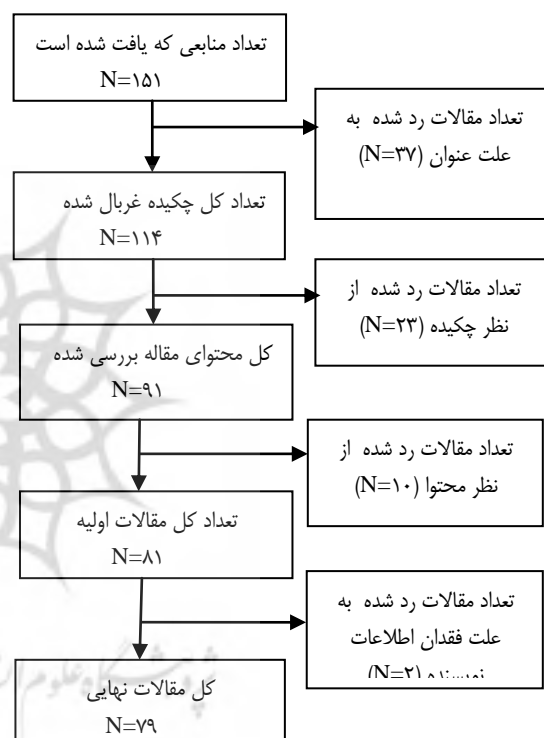 تعداد منابعی که یافت شده است
N=۱۵۱
تعداد مقالات رد شده به
علت عنوان (N=۳۷)
تعداد کل چکیده غربال شده
N=۱۱۴
تعداد مقالات رد شده از
نظر چکیده (N=۲۳)
کل محتوای مقاله بررسی شده
N=۹۱
تعداد مقالات رد شده از
نظر محتوا (N=۱۰)
تعداد کل مقالات اولیه
N=۸۱
تعداد مقالات رد شده به
علت فقدان اطلاعات
نویسنده (N=۲)
کل مقالات نهایی
N=۷۹